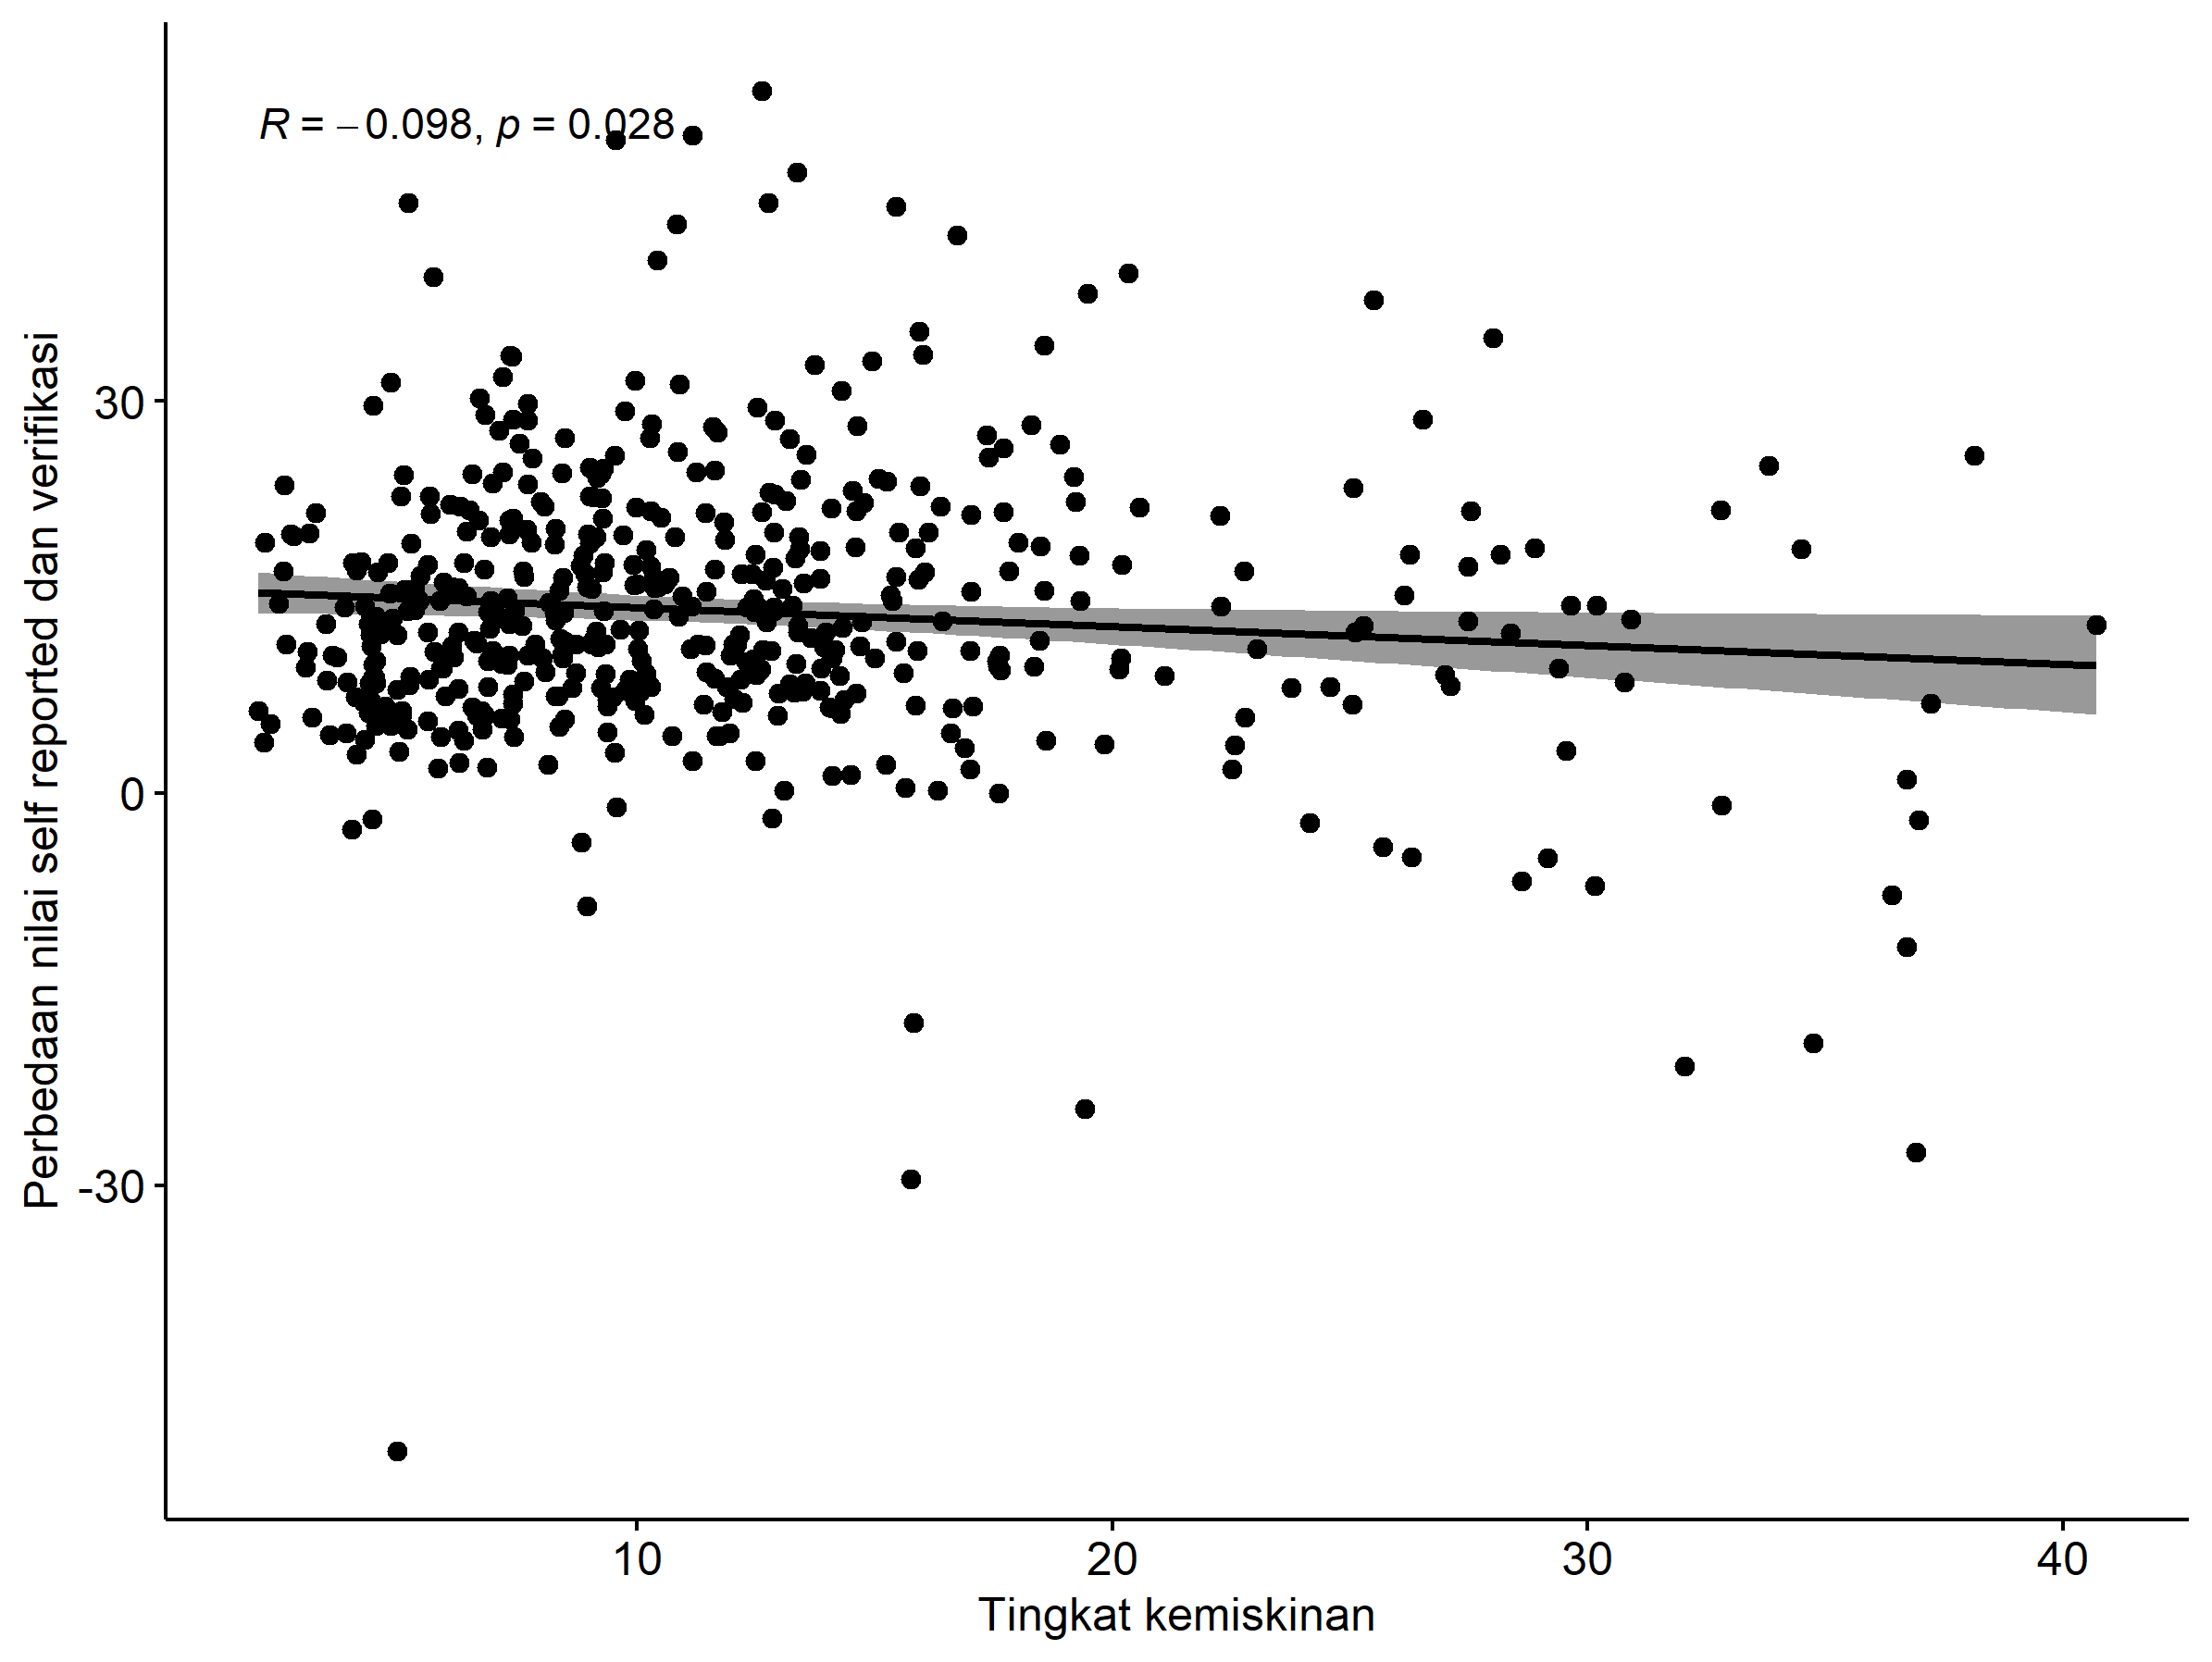 R = −0.098, p = 0.028
Perbedaan nilai self reported dan verifikasi
30
0
-30
10
20
30
40
Tingkat kemiskinan